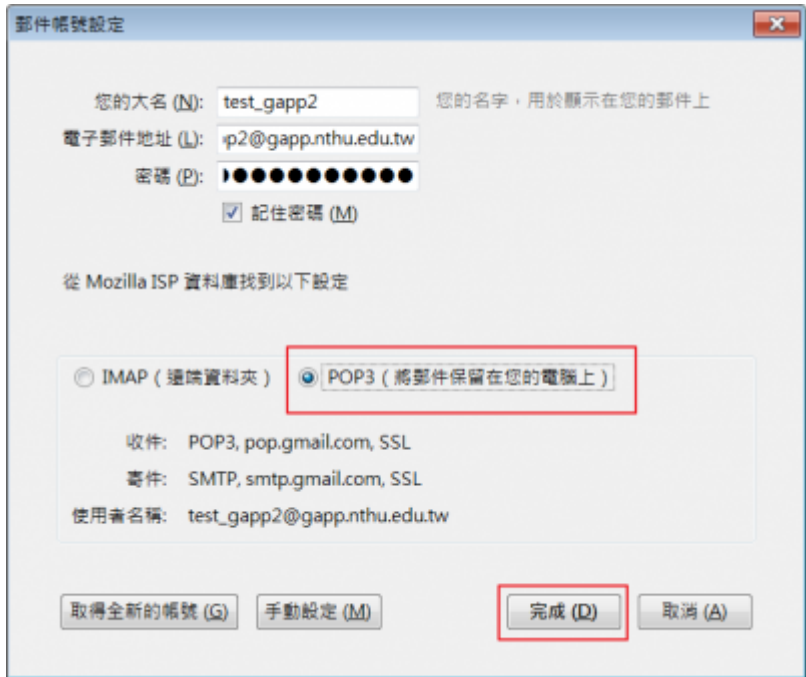 郵件帳號設定
您的大名 (N): test_gapp2 您的名字，用於顯示在您的郵件上
電子郵件地址 (L): p2@gapp.nthu.edu.tw
密碼 (P): ●●●●●●●●●●●
記住密碼 (M)
從 Mozilla ISP 資料庫找到以下設定
IMAP（遠端資料夾） POP3（將郵件保留在您的電腦上）
收件: POP3, pop.gmail.com, SSL
寄件: SMTP, smtp.gmail.com, SSL
使用者名稱: test_gapp2@gapp.nthu.edu.tw
取得全新的帳號 (G) 手動設定 (M) 完成 (D) 取消 (A)